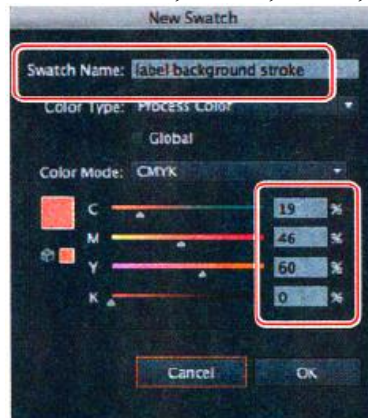 New Swatch
Swatch Name: label background stroke
Color Type: Process Color
Global
Color Mode: CMYK
C 19 %
M 46 %
Y 60 %
K 0 %
Cancel OK